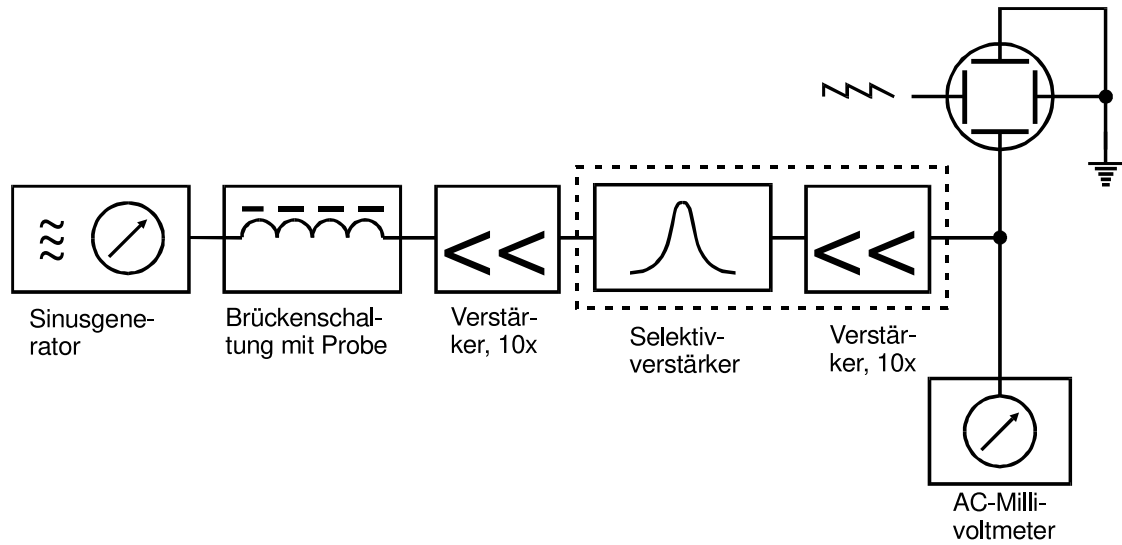 Sinusgene-
rator
Brückenschal-
tung mit Probe
Verstär-
ker, 10x
Selektiv-
verstärker
Verstär-
ker, 10x
AC-Milli-
voltmeter